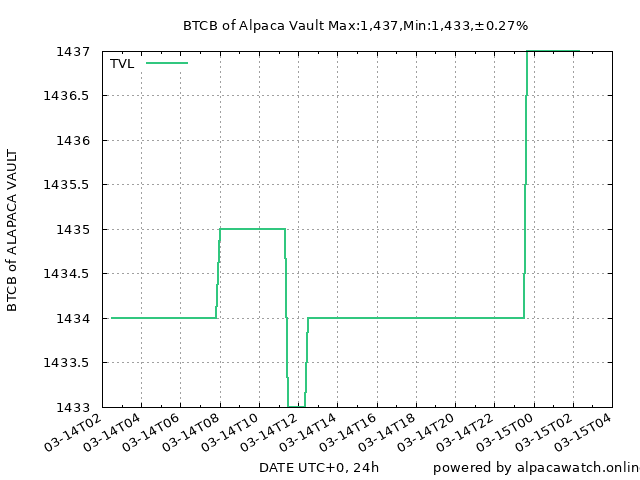 BTCB of Alpaca Vault Max:1,437,Min:1,433,±0.27%
TVL
1437
1436.5
1436
1435.5
1435
1434.5
1434
1433.5
1433
BTCB of ALAPACA VAULT
03-14T02
03-14T04
03-14T06
03-14T08
03-14T10
03-14T12
03-14T14
03-14T16
03-14T18
03-14T20
03-14T22
03-15T00
03-15T02
03-15T04
DATE UTC+0, 24h
powered by alpacawatch.online